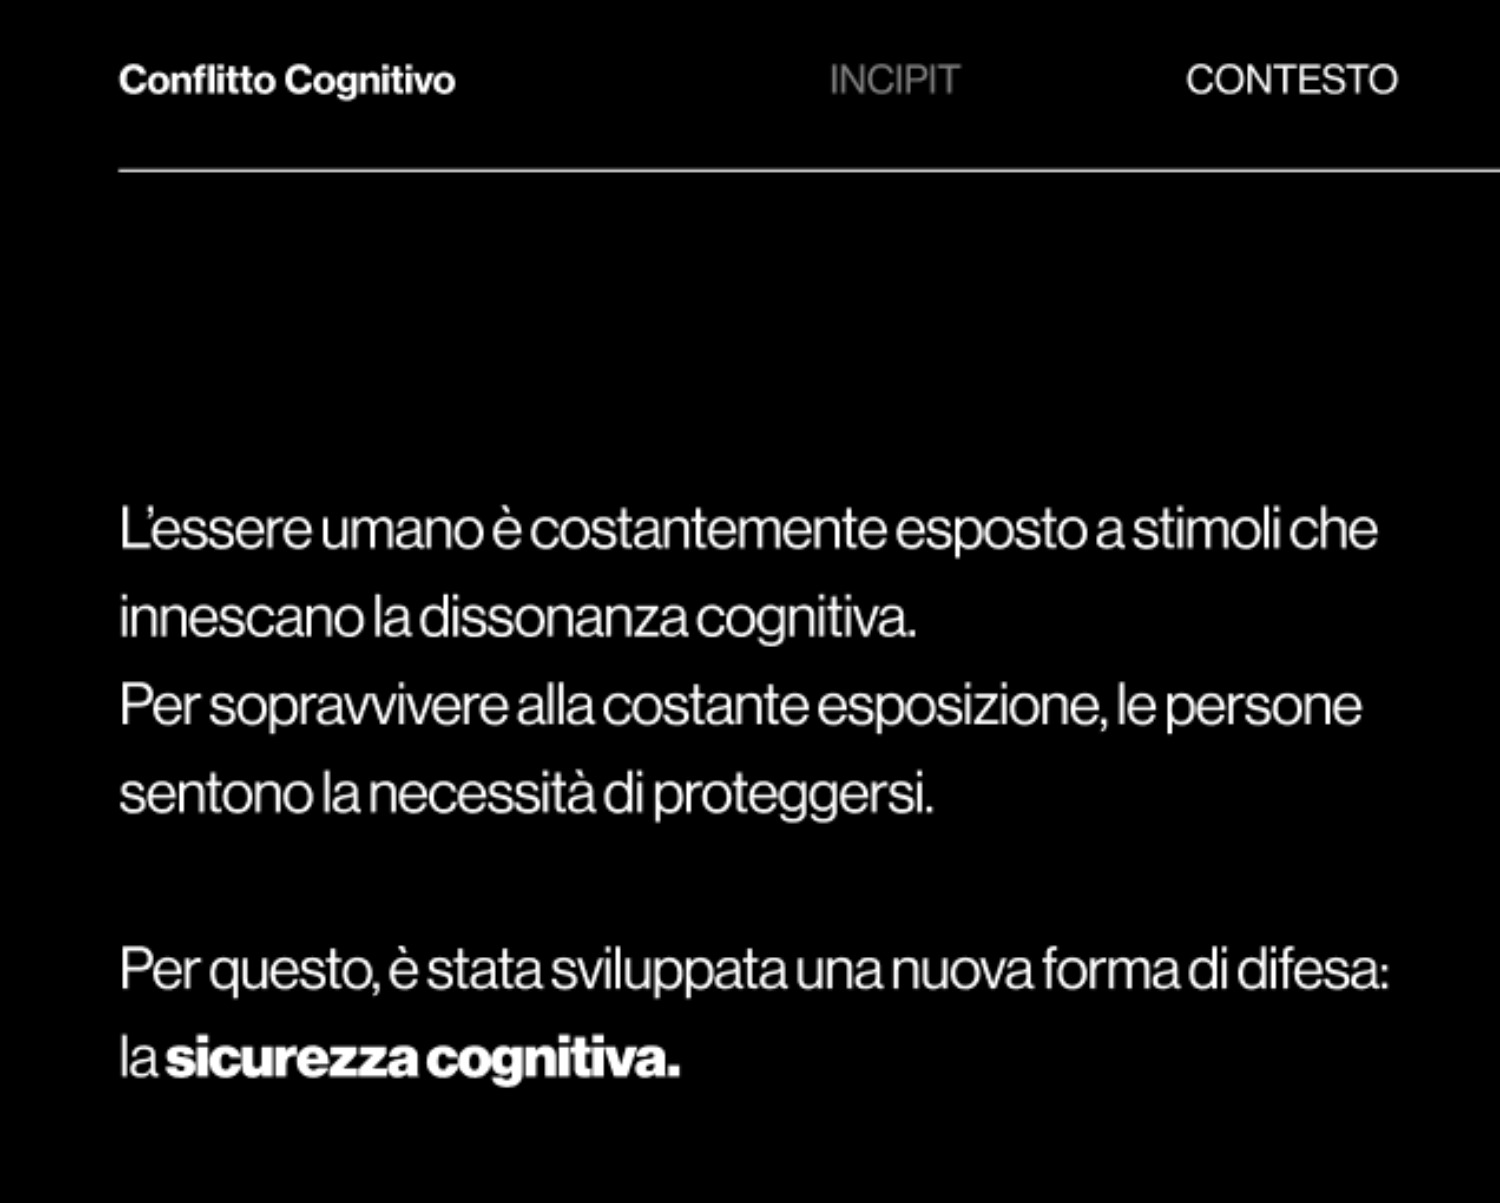 Conflitto Cognitivo INCIPIT CONTESTO
L’essere umano è costantemente esposto a stimoli che
innescano la dissonanza cognitiva.
Per sopravvivere alla costante esposizione, le persone
sentono la necessità di proteggersi.
Per questo, è stata sviluppata una nuova forma di difesa:
la sicurezza cognitiva.